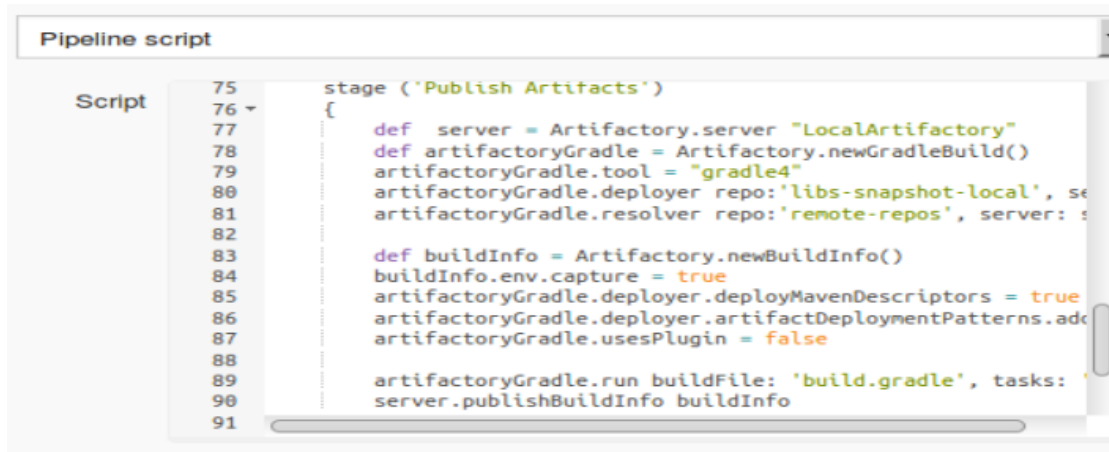 Pipeline script
Script
75 stage ('Publish Artifacts')
76 {
77 def server = Artifactory.server "LocalArtifactory"
78 def artifactoryGradle = Artifactory.newGradleBuild()
79 artifactoryGradle.tool = "gradle4"
80 artifactoryGradle.deployer repo:'libs-snapshot-local', se
81 artifactoryGradle.resolver repo:'remote-repos', server: s
82
83 def buildInfo = Artifactory.newBuildInfo()
84 buildInfo.env.capture = true
85 artifactoryGradle.deployer.deployMavenDescriptors = true
86 artifactoryGradle.deployer.artifactDeploymentPatterns.add
87 artifactoryGradle.usesPlugin = false
88
89 artifactoryGradle.run buildFile: 'build.gradle', tasks: '
90 server.publishBuildInfo buildInfo
91